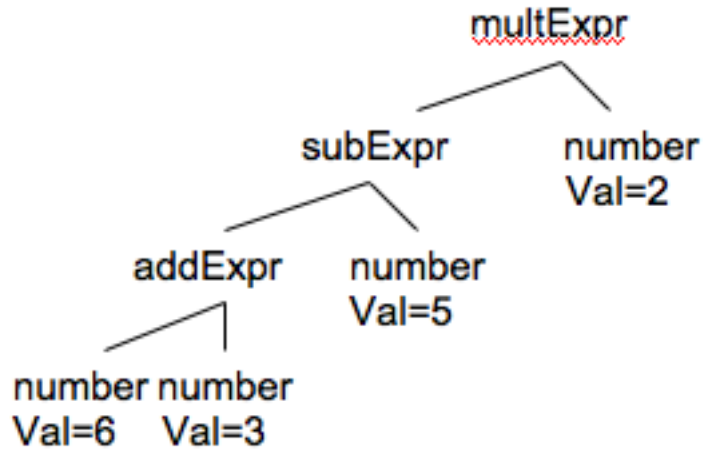 multExpr
subExpr number
Val=2
addExpr number
Val=5
number number
Val=6 Val=3